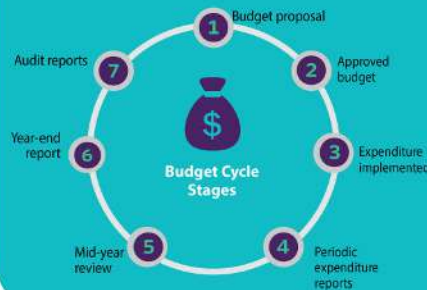 1
Budget proposal
2
Approved
budget
3
Expenditure
implemented
4
Periodic
expenditure
reports
5
Mid-year
review
6
Year-end
report
7
Audit reports
$
Budget Cycle
Stages